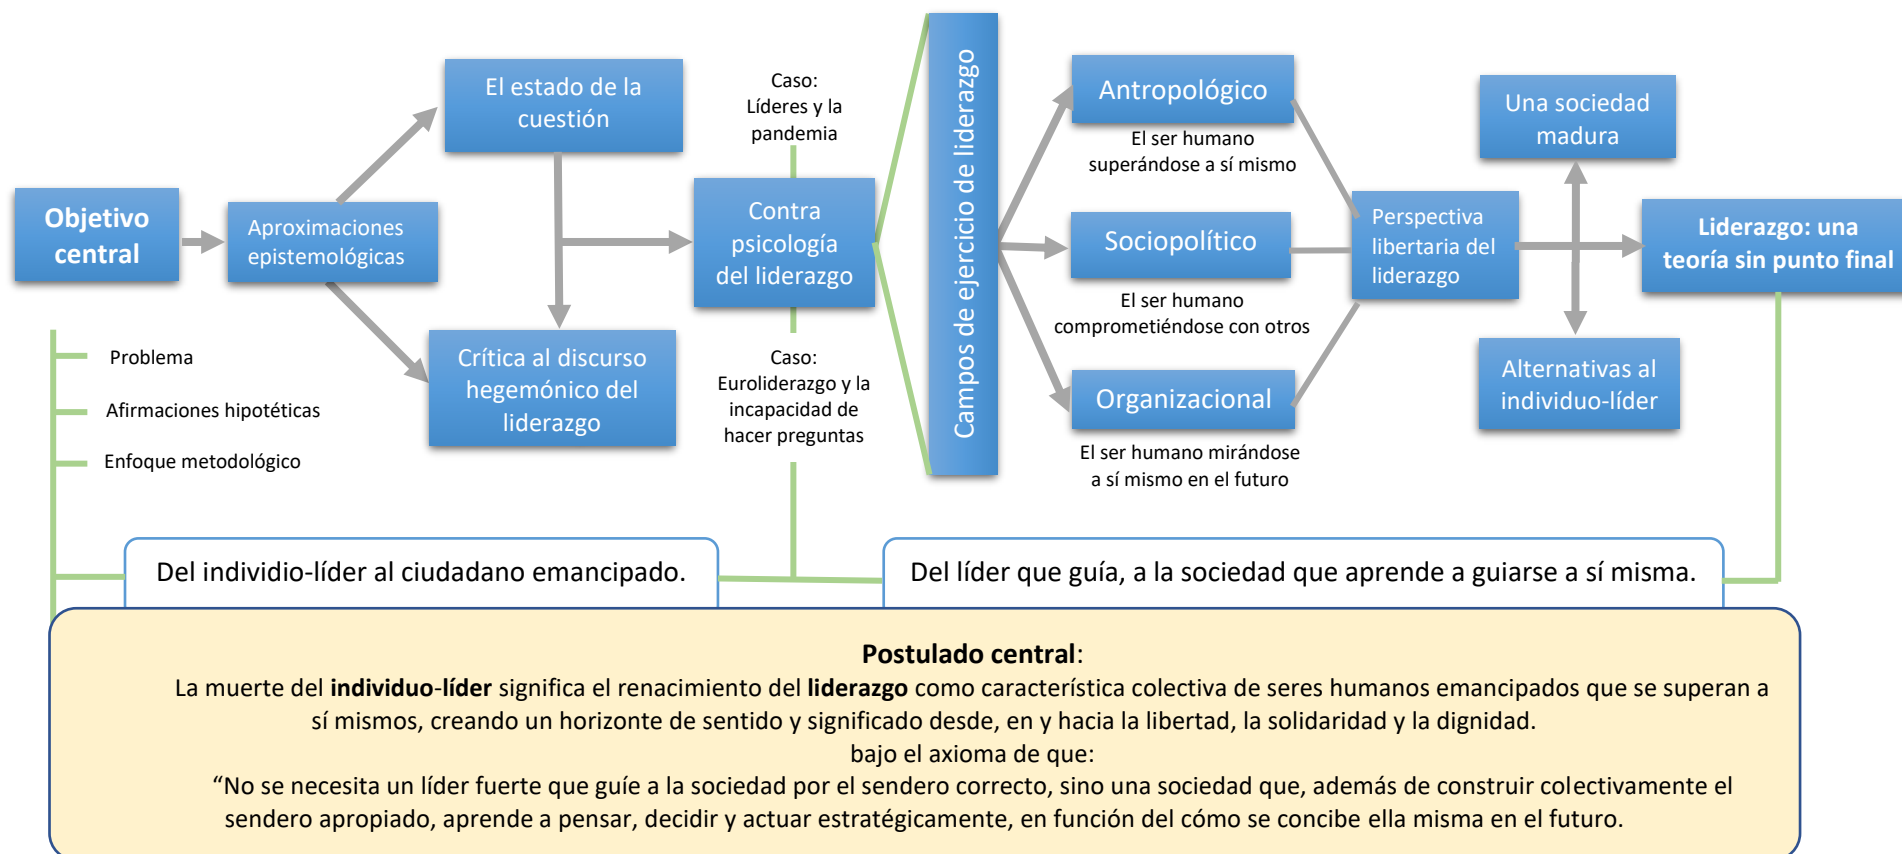 Objetivo
central
Aproximaciones
epistemológicas
El estado de la
cuestión
Crítica al discurso
hegemónico del
liderazgo
Caso:
Líderes y la
pandemia
Contra
psicología
del liderazgo
Caso:
Euroliderazgo y la
incapacidad de
hacer preguntas
Campos de ejercicio de liderazgo
Antropológico
El ser humano
superándose a sí mismo
Sociopolítico
El ser humano
comprometiéndose con otros
Organizacional
El ser humano mirándose
a sí mismo en el futuro
Perspectiva
libertaria del
liderazgo
Una sociedad
madura
Alternativas al
individuo-líder
Liderazgo: una
teoría sin punto final
Problema
Afirmaciones hipotéticas
Enfoque metodológico
Del individio-líder al ciudadano emancipado.
Del líder que guía, a la sociedad que aprende a guiarse a sí misma.
Postulado central:
La muerte del individuo-líder significa el renacimiento del liderazgo como característica colectiva de seres humanos emancipados que se superan a
sí mismos, creando un horizonte de sentido y significado desde, en y hacia la libertad, la solidaridad y la dignidad.
bajo el axioma de que:
“No se necesita un líder fuerte que guíe a la sociedad por el sendero correcto, sino una sociedad que, además de construir colectivamente el
sendero apropiado, aprende a pensar, decidir y actuar estratégicamente, en función del cómo se concibe ella misma en el futuro.